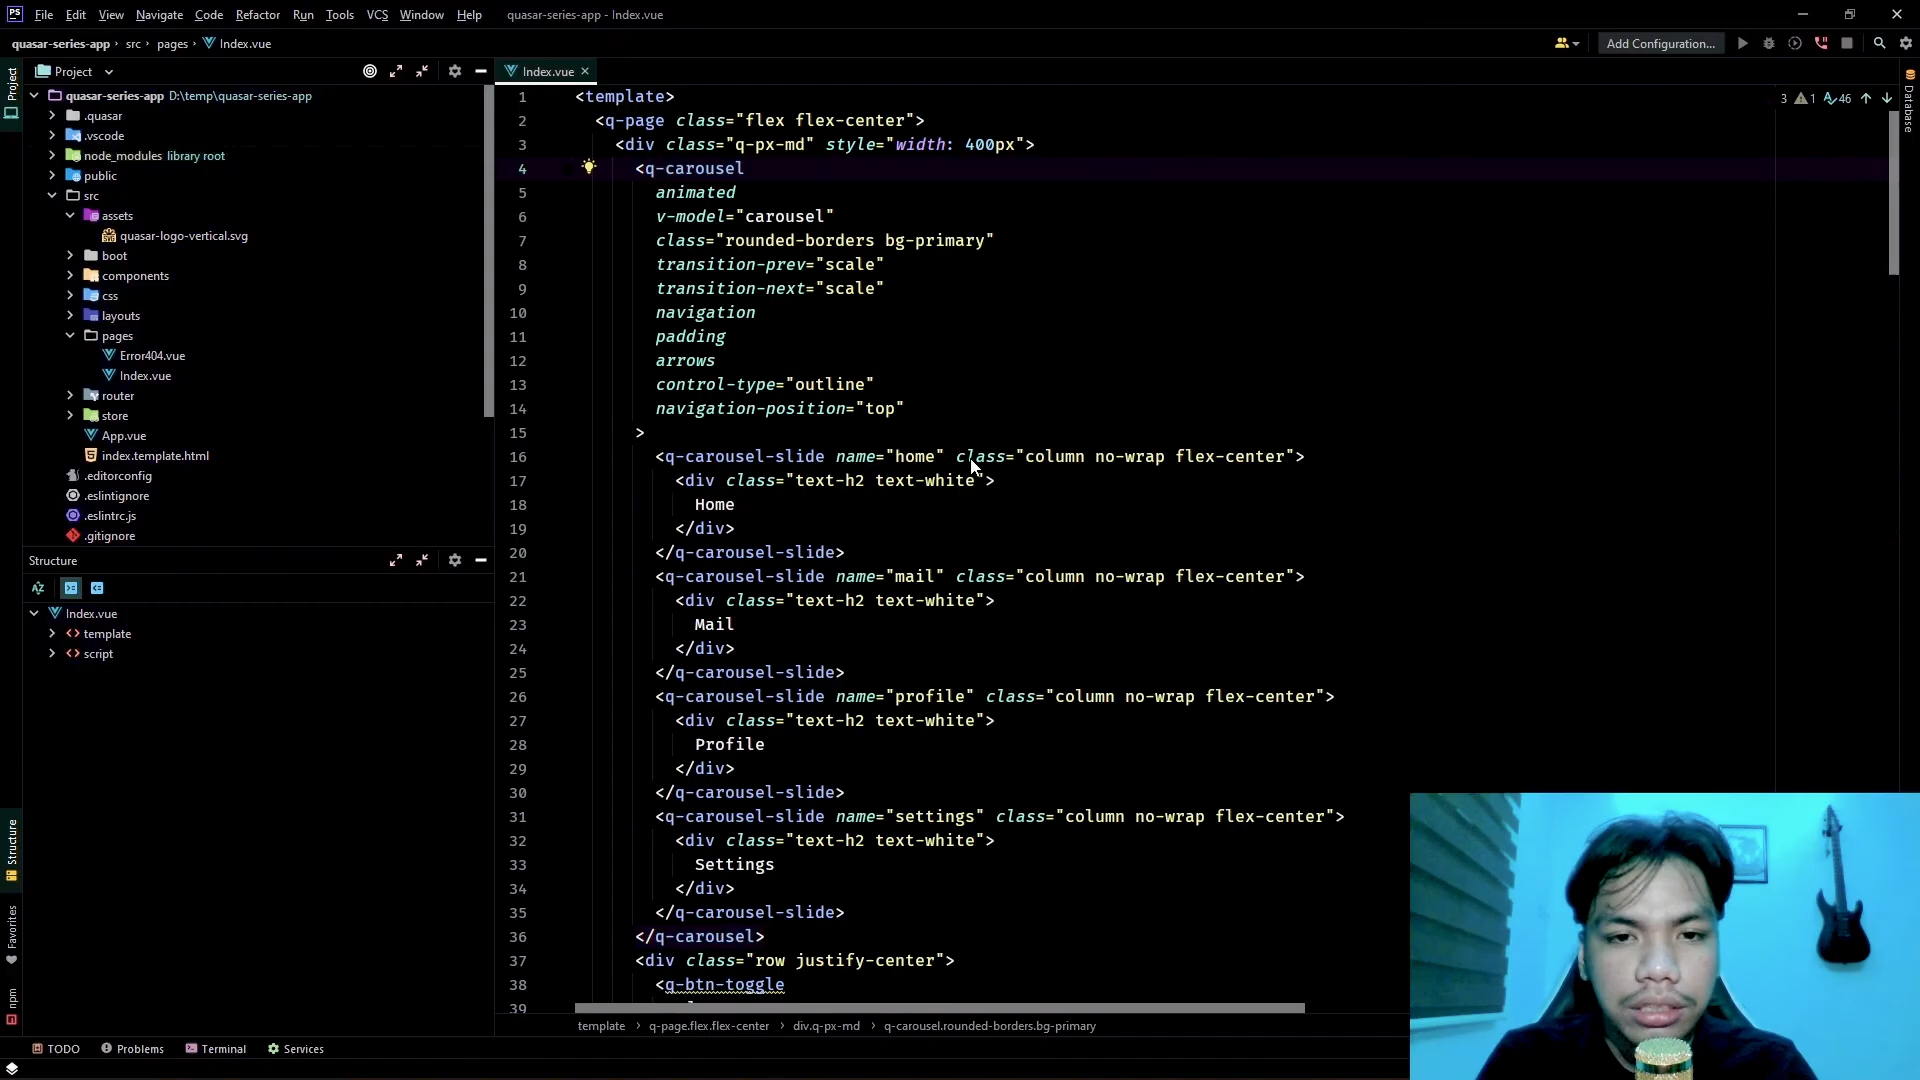 PS File Edit View Navigate Code Refactor Run Tools VCS Window Help quasar-series-app - Index.vue
quasar-series-app › src › pages › Index.vue
Add Configuration...
Project
Project
quasar-series-app D:\temp\quasar-series-app
.quasar
.vscode
node_modules library root
public
src
assets
quasar-logo-vertical.svg
boot
components
css
layouts
pages
Error404.vue
Index.vue
router
store
App.vue
index.template.html
.editorconfig
.eslintignore
.eslintrc.js
.gitignore
Structure
Index.vue
template
script
Structure
Favorites
npm
Index.vue
3 1 46
Database
1 <template>
2 <q-page class="flex flex-center">
3 <div class="q-px-md" style="width: 400px">
4 <q-carousel
5 animated
6 v-model="carousel"
7 class="rounded-borders bg-primary"
8 transition-prev="scale"
9 transition-next="scale"
10 navigation
11 padding
12 arrows
13 control-type="outline"
14 navigation-position="top"
15 >
16 <q-carousel-slide name="home" class="column no-wrap flex-center">
17 <div class="text-h2 text-white">
18 Home
19 </div>
20 </q-carousel-slide>
21 <q-carousel-slide name="mail" class="column no-wrap flex-center">
22 <div class="text-h2 text-white">
23 Mail
24 </div>
25 </q-carousel-slide>
26 <q-carousel-slide name="profile" class="column no-wrap flex-center">
27 <div class="text-h2 text-white">
28 Profile
29 </div>
30 </q-carousel-slide>
31 <q-carousel-slide name="settings" class="column no-wrap flex-center">
32 <div class="text-h2 text-white">
33 Settings
34 </div>
35 </q-carousel-slide>
36 </q-carousel>
37 <div class="row justify-center">
38 <q-btn-toggle
39
template › q-page.flex.flex-center › div.q-px-md › q-carousel.rounded-borders.bg-primary
TODO Problems Terminal Services